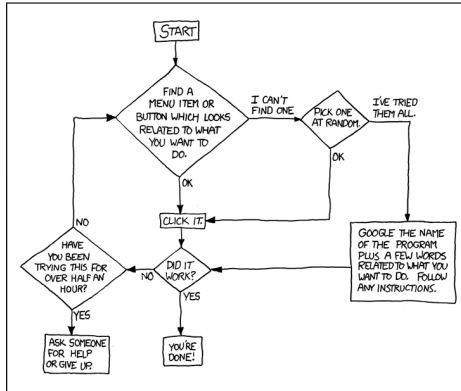 START
FIND A
MENU ITEM OR
BUTTON WHICH LOOKS
RELATED TO WHAT
YOU WANT TO
DO.
I CAN'T
FIND ONE
PICK ONE
AT RANDOM.
I'VE TRIED
THEM ALL.
OK
OK
CLICK IT.
NO
HAVE
YOU BEEN
TRYING THIS FOR
OVER HALF AN
HOUR?
NO
DID IT
WORK?
GOOGLE THE NAME
OF THE PROGRAM
PLUS A FEW WORDS
RELATED TO WHAT YOU
WANT TO DO. FOLLOW
ANY INSTRUCTIONS.
YES
YES
ASK SOMEONE
FOR HELP
OR GIVE UP.
YOU'RE
DONE!